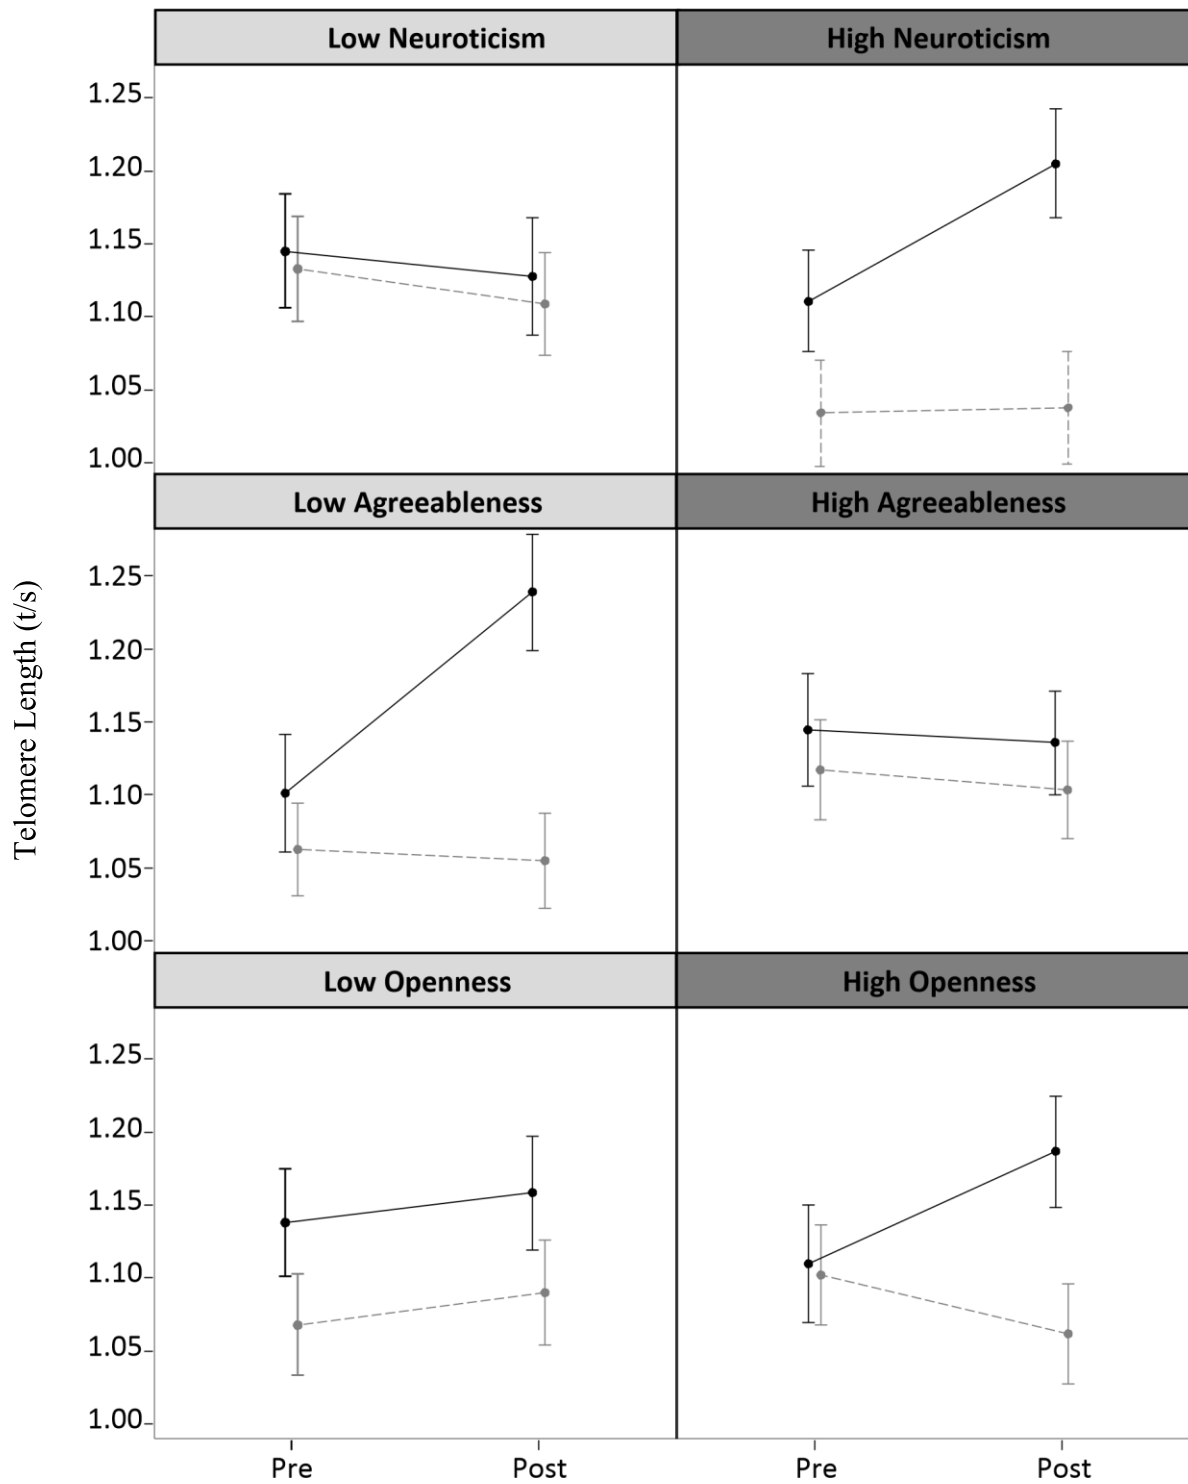 Low Neuroticism
High Neuroticism
1.25
1.20
1.15
1.10
1.05
1.00
Low Agreeableness
High Agreeableness
Telomere Length (t/s)
1.25
1.20
1.15
1.10
1.05
1.00
Low Openness
High Openness
1.25
1.20
1.15
1.10
1.05
1.00
Pre
Post
Pre
Post